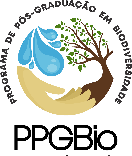 PROGRAMA DE PÓS-GRADUAÇÃO EM BIODIVERSIDADE
PPGBio